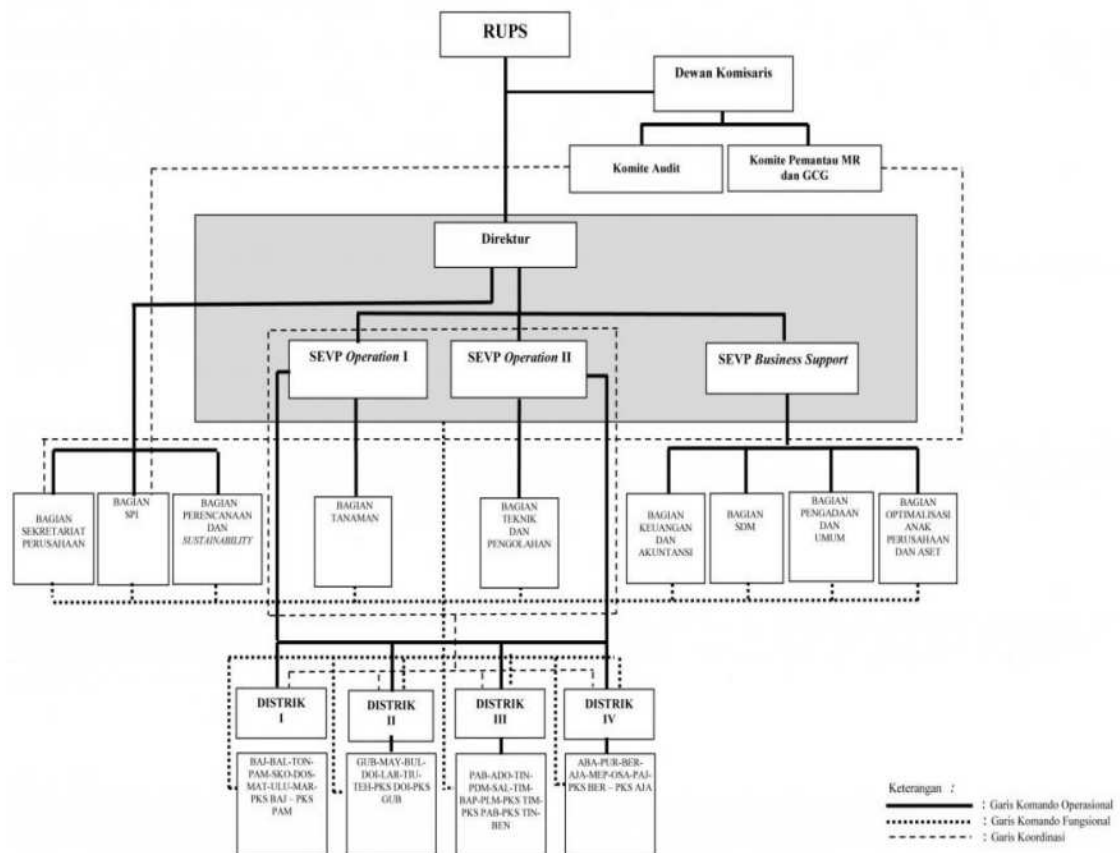 RUPS
Dewan Komisaris
Komite Audit
Komite Pemantau MR
dan GCG
Direktur
SEVP Operation I
SEVP Operation II
SEVP Business Support
BAGIAN
SEKRETARIAT
PERUSAHAAN
BAGIAN
SPI
BAGIAN
PERENCANAAN
DAN
SUSTAINABILITY
BAGIAN
TANAMAN
BAGIAN
TEKNIK
DAN
PENGOLAHAN
BAGIAN
KEUANGAN
DAN
AKUNTANSI
BAGIAN
SDM
BAGIAN
PENGADAAN
DAN
UMUM
BAGIAN
OPTIMALISASI
ANAK
PERUSAHAAN
DAN ASET
DISTRIK
I
DISTRIK
II
DISTRIK
III
DISTRIK
IV
BAJ-BAL-TON-
PAM-SKO-DOS-
MAT-ULU-MAR-
PKS BAJ – PKS
PAM
GUB-MAY-BUL-
DOI-LAR-TIU-
TEH-PKS DOI-PKS
GUB
PAB-ADO-TIN-
PDM-SAL-TIM-
BAP-PLM-PKS TIM-
PKS PAB-PKS TIN-
BEN
ABA-PUR-BER-
AJA-MEP-OSA-PAJ-
PKS BER – PKS AJA
Keterangan :
: Garis Komando Operasional
: Garis Komando Fungsional
: Garis Koordinasi